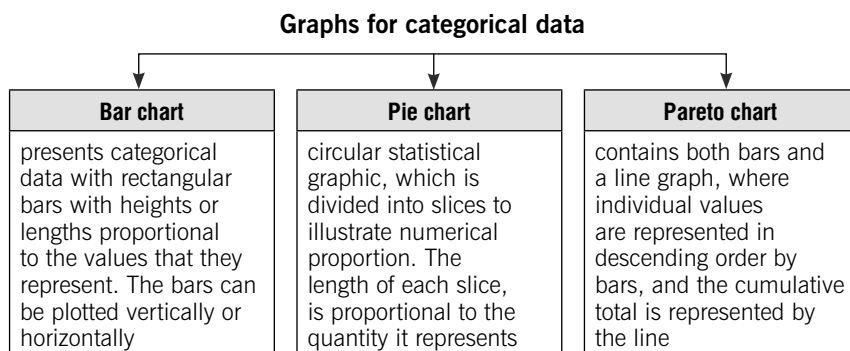 Graphs for categorical data
Bar chart
presents categorical
data with rectangular
bars with heights or
lengths proportional
to the values that they
represent. The bars can
be plotted vertically or
horizontally
Pie chart
circular statistical
graphic, which is
divided into slices to
illustrate numerical
proportion. The
length of each slice,
is proportional to the
quantity it represents
Pareto chart
contains both bars and
a line graph, where
individual values
are represented in
descending order by
bars, and the cumulative
total is represented by
the line